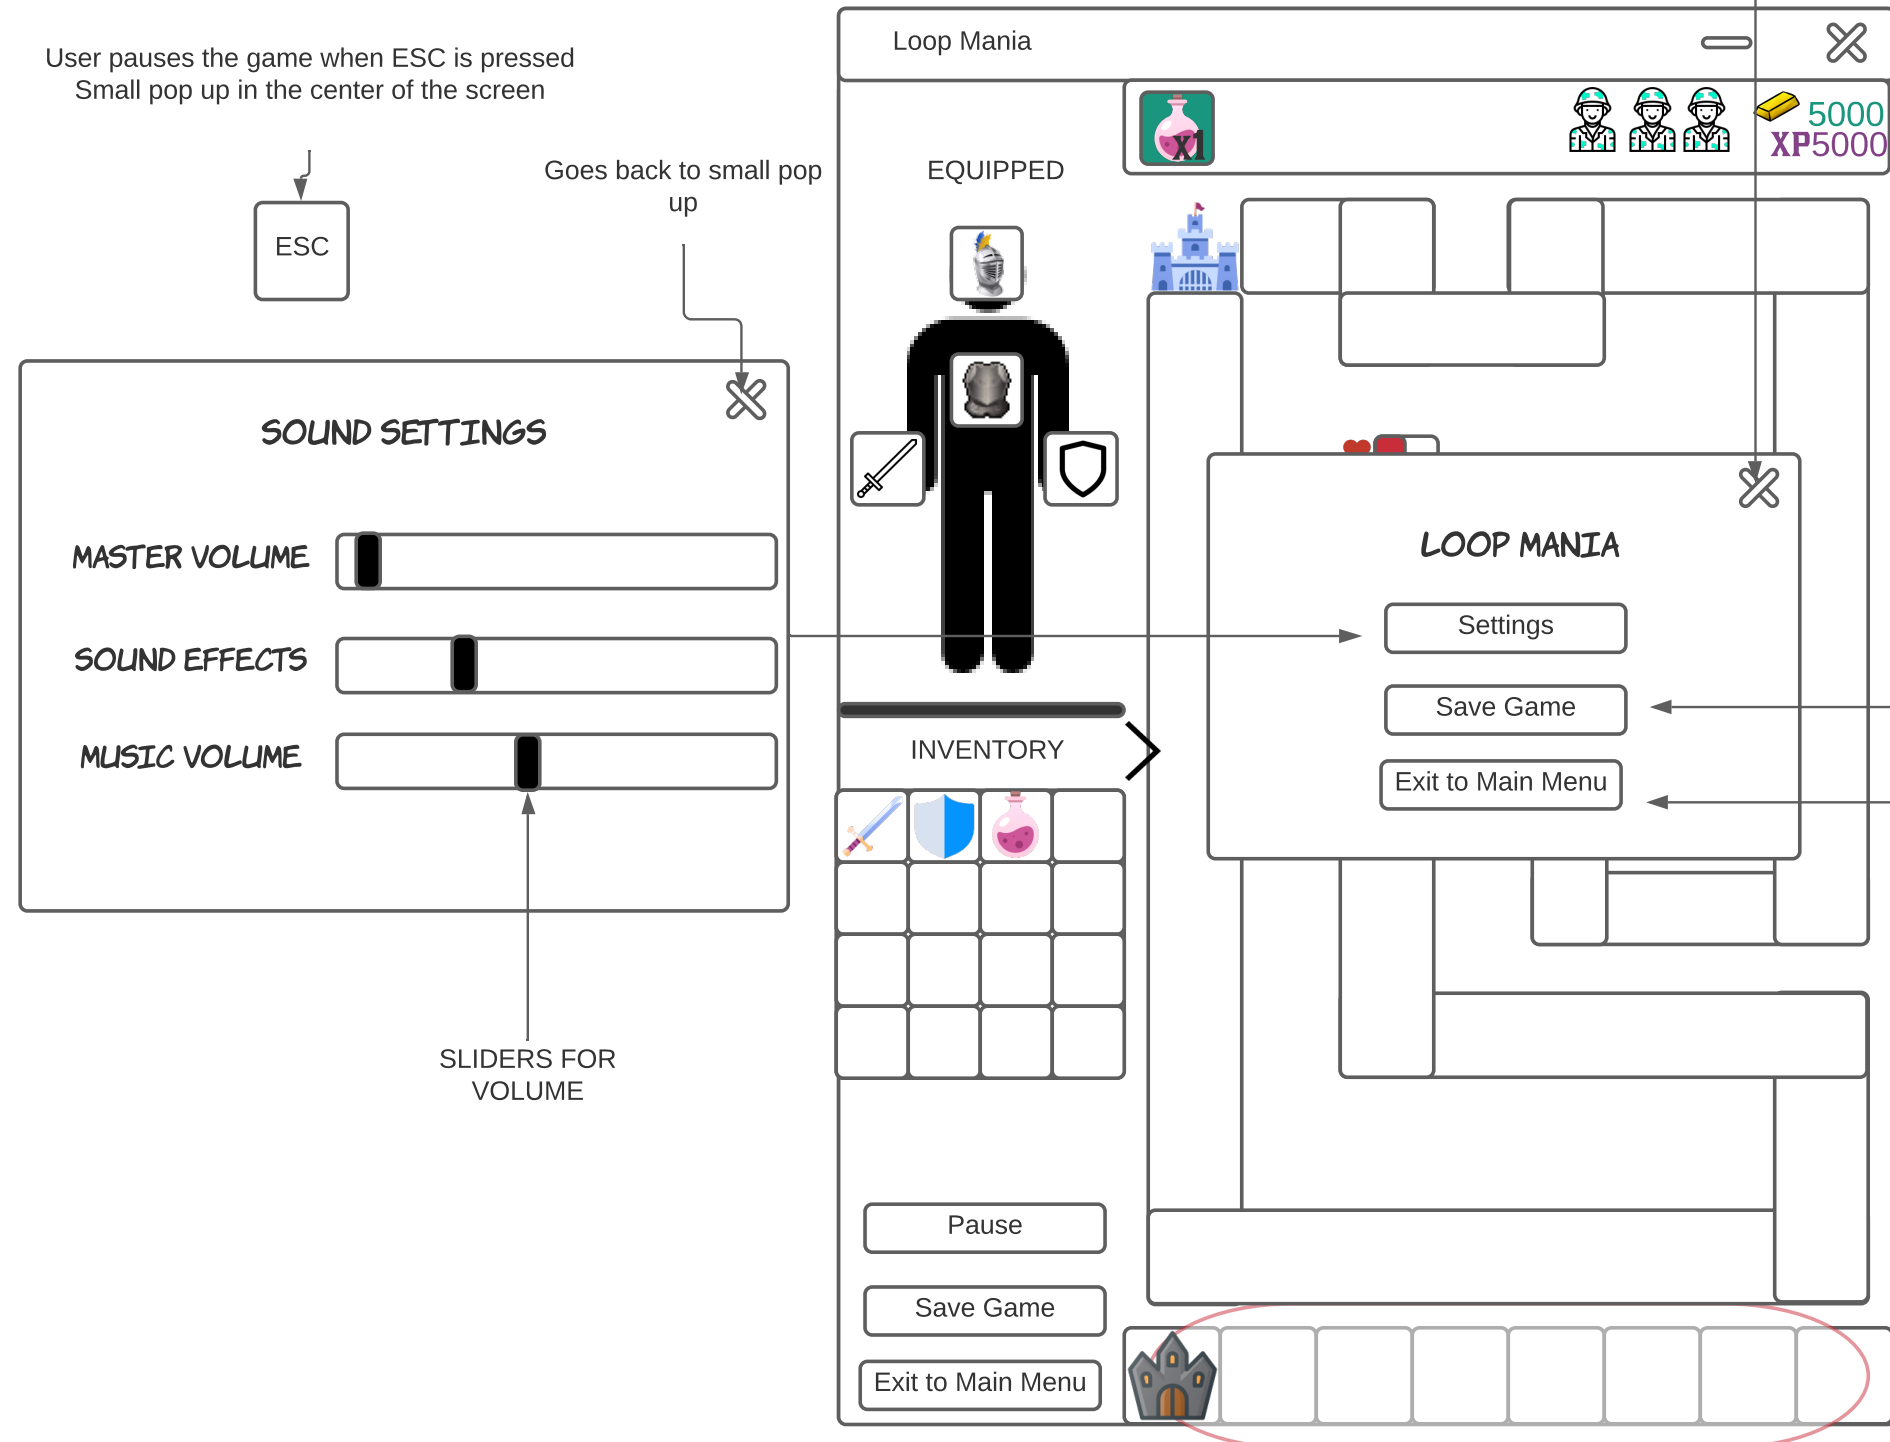 User pauses the game when ESC is pressed
Small pop up in the center of the screen
ESC
Goes back to small pop
up
SOUND SETTINGS
MASTER VOLUME
SOUND EFFECTS
MUSIC VOLUME
SLIDERS FOR
VOLUME
Loop Mania
x1
5000
XP5000
EQUIPPED
INVENTORY
Pause
Save Game
Exit to Main Menu
LOOP MANIA
Settings
Save Game
Exit to Main Menu